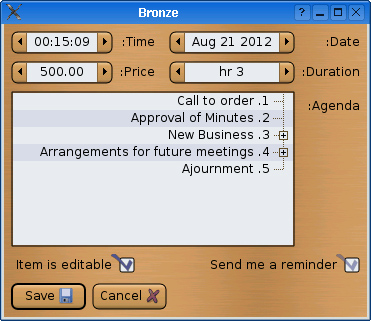 Bronze
Date: Aug 21 2012 Time: 00:15:09
Duration: 3 hr Price: 500.00
Agenda:
1. Call to order
2. Approval of Minutes
3. New Business
4. Arrangements for future meetings
5. Ajournment
Send me a reminder Item is editable
Save Cancel